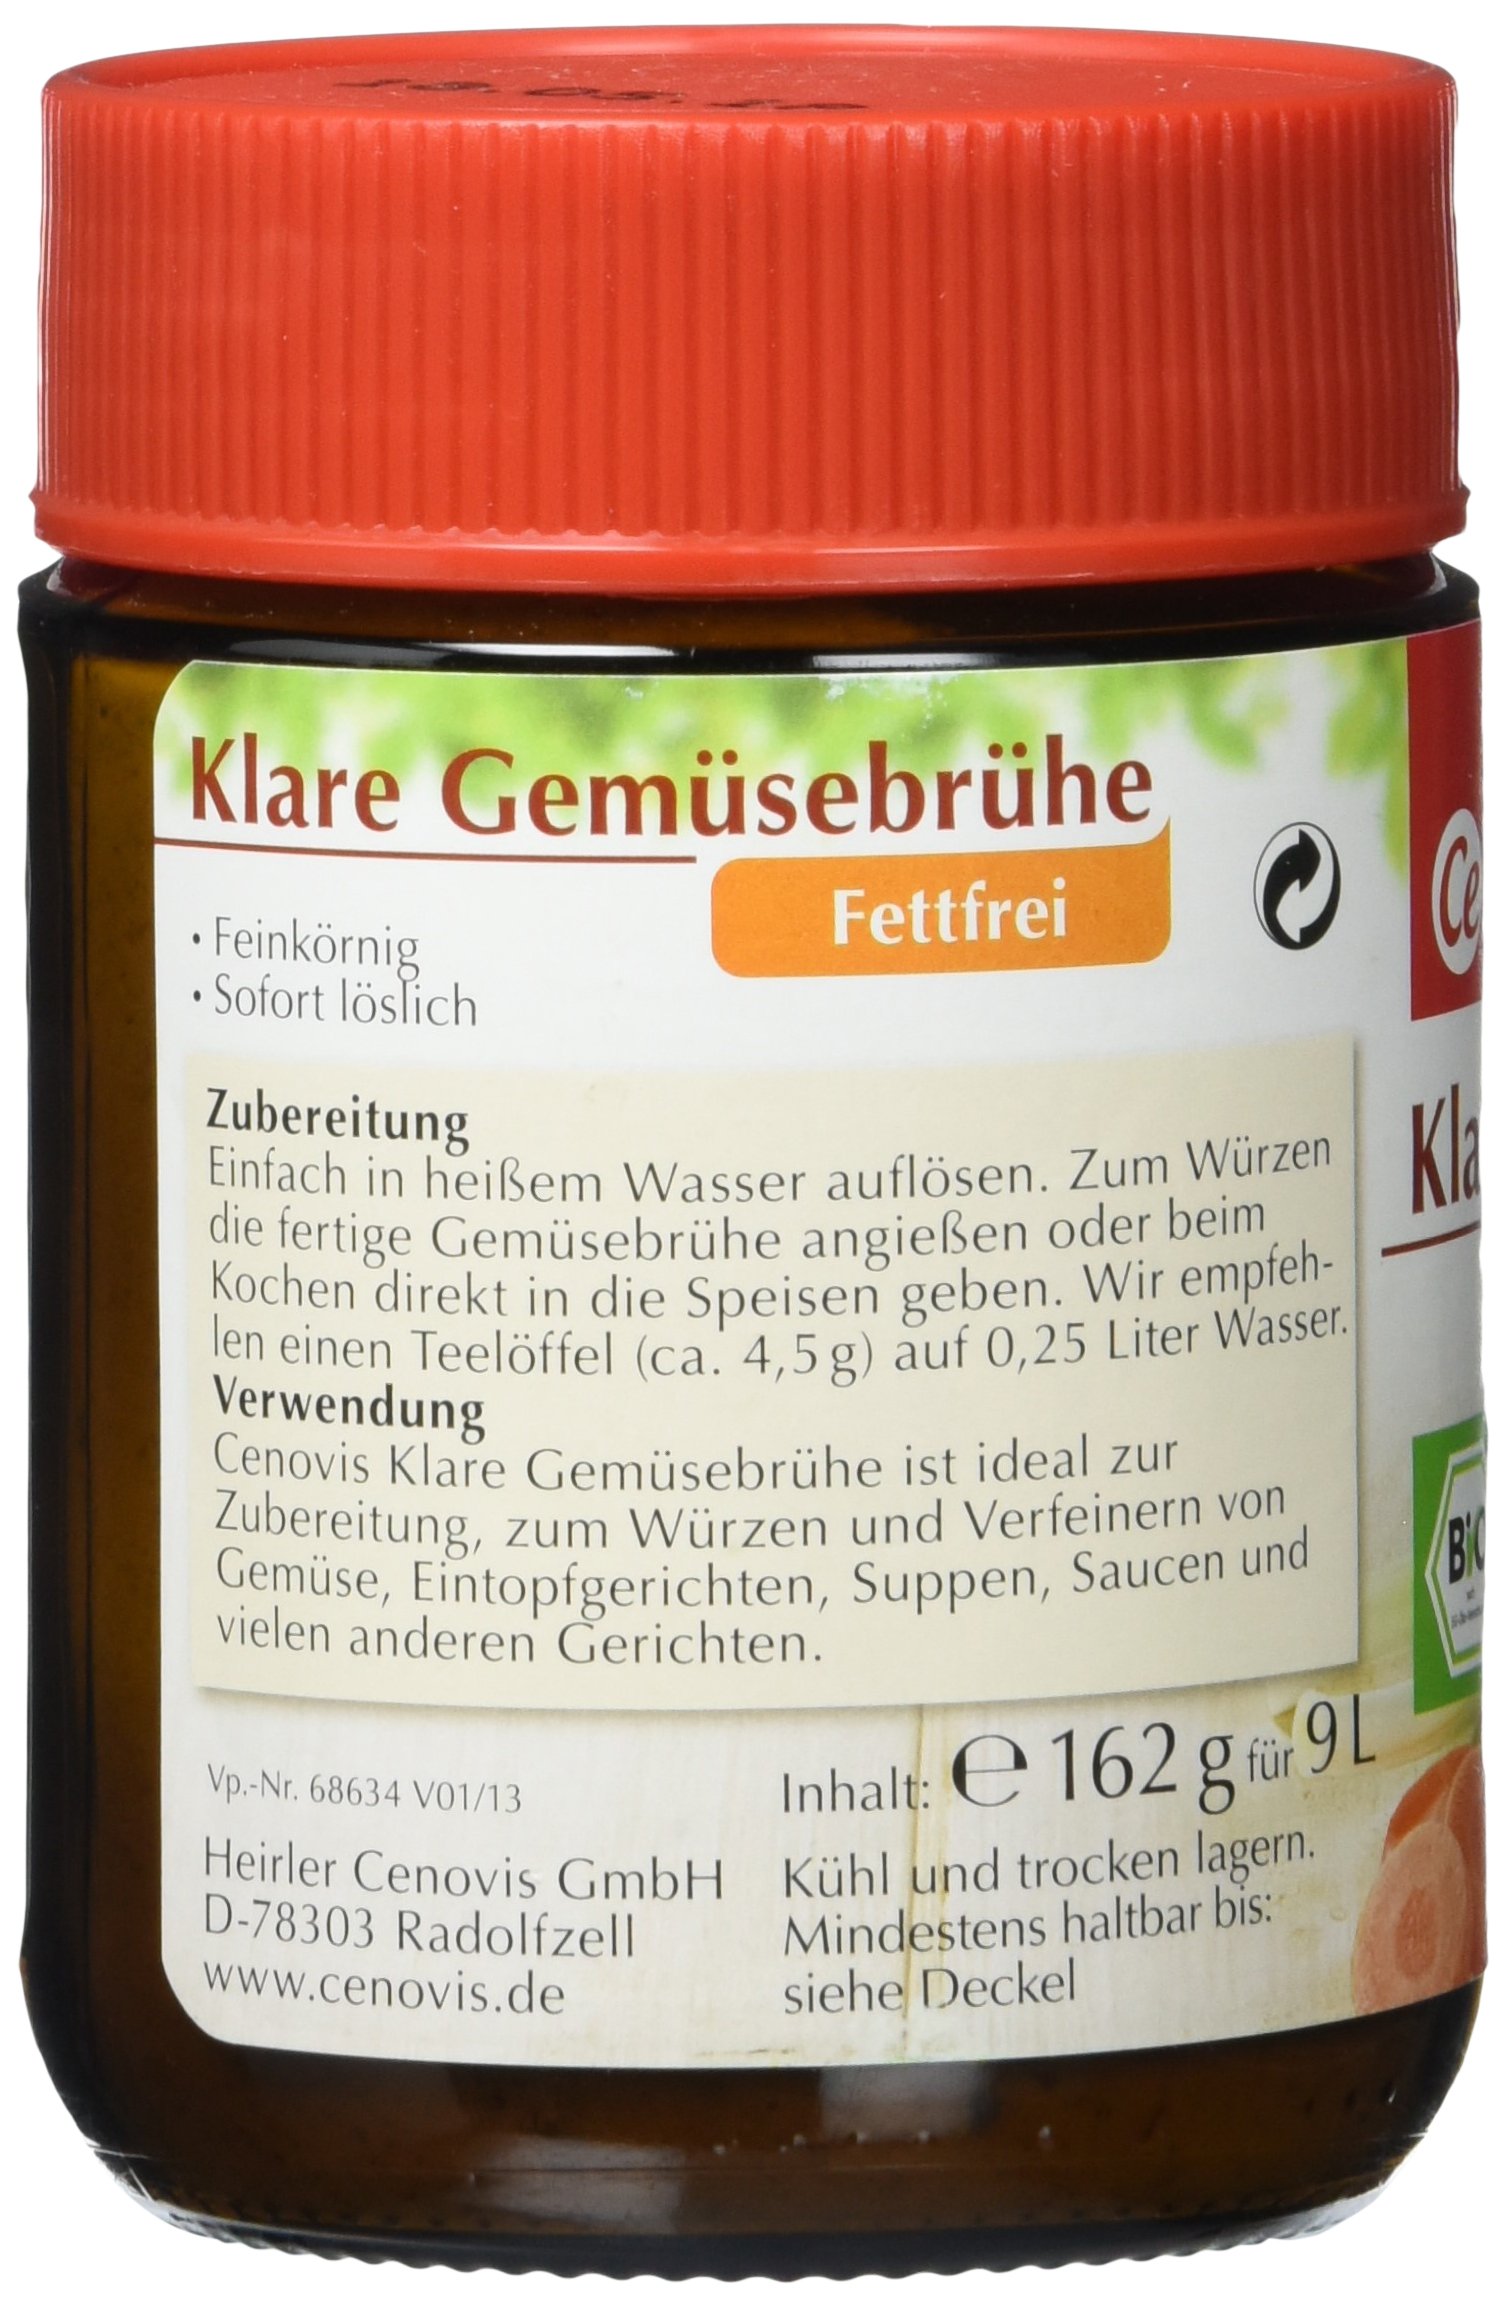 Klare Gemüsebrühe
Fettfrei
• Feinkörnig
• Sofort löslich
Zubereitung
Einfach in heißem Wasser auflösen. Zum Würzen
die fertige Gemüsebrühe angießen oder beim
Kochen direkt in die Speisen geben. Wir empfeh-
len einen Teelöffel (ca. 4,5 g) auf 0,25 Liter Wasser.
Verwendung
Cenovis Klare Gemüsebrühe ist ideal zur
Zubereitung, zum Würzen und Verfeinern von
Gemüse, Eintopfgerichten, Suppen, Saucen und
vielen anderen Gerichten.
Vp.-Nr. 68634 V01/13
Heirler Cenovis GmbH
D-78303 Radolfzell
www.cenovis.de
Inhalt: ℮ 162 g für 9 L
Kühl und trocken lagern.
Mindestens haltbar bis:
siehe Deckel
Ce
Kla
Bio